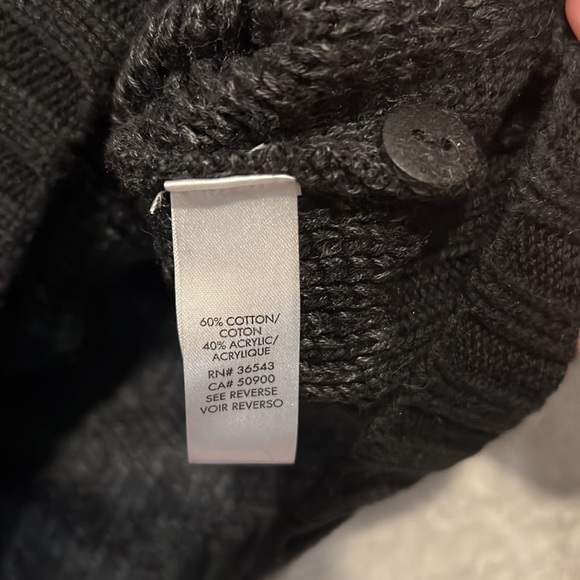 60% COTTON/
COTON
40% ACRYLIC/
ACRYLIQUE
RN# 36543
CA# 50900
SEE REVERSE
VOIR REVERSO